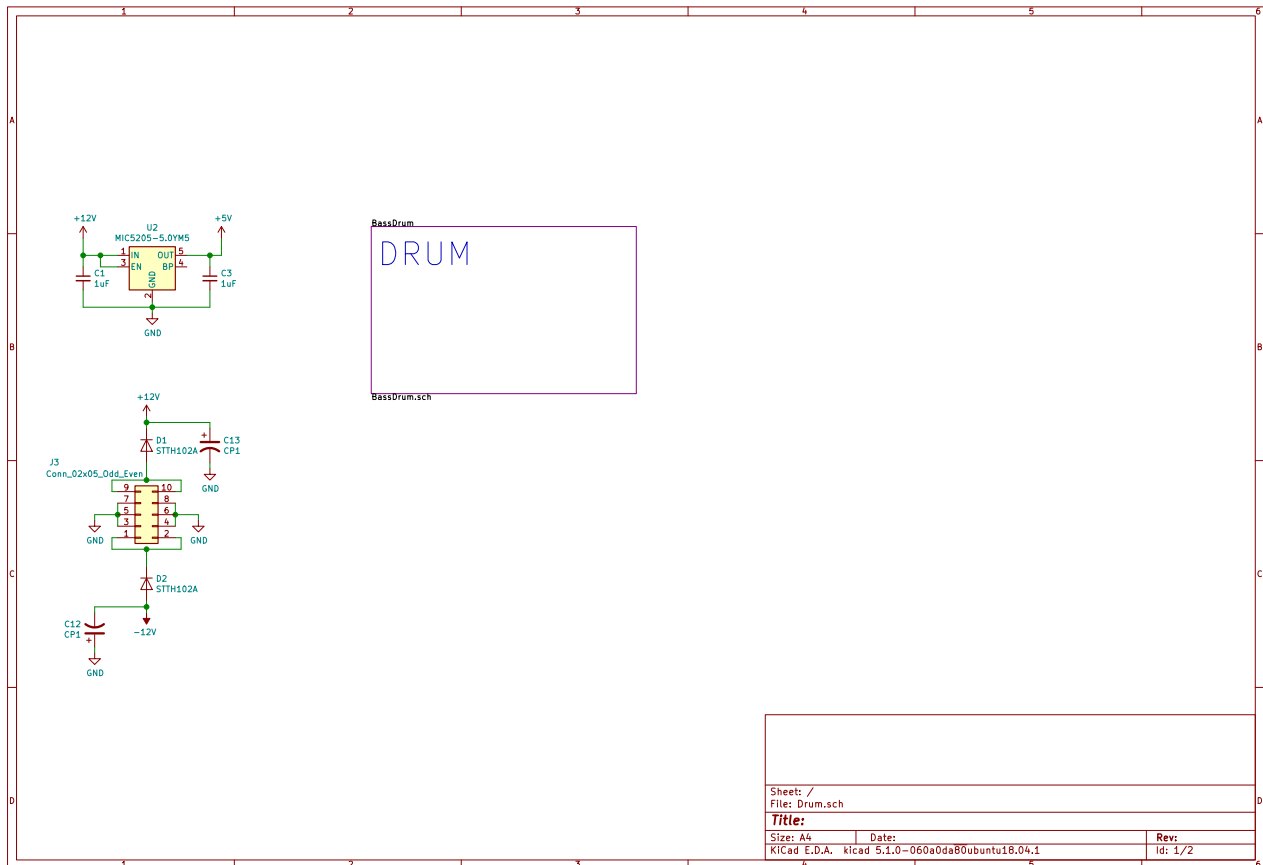 1 2 3 4 5 6
A A
+12V
+5V
U2
MIC5205-5.0YM5
1 IN OUT 5
3 EN BP 4
GND
2
C1
1uF
C3
1uF
GND
BassDrum
DRUM
BassDrum.sch
B B
+12V
D1
STTH102A
+
C13
CP1
GND
J3
Conn_02x05_Odd_Even
9 10
7 8
5 6
3 4
1 2
GND
GND
C C
D2
STTH102A
C12
CP1
+
-12V
GND
D D
Sheet: /
File: Drum.sch
Title:
Size: A4 Date: Rev:
KiCad E.D.A. kicad 5.1.0-060a0da80ubuntu18.04.1 Id: 1/2
1 2 3 4 5 6